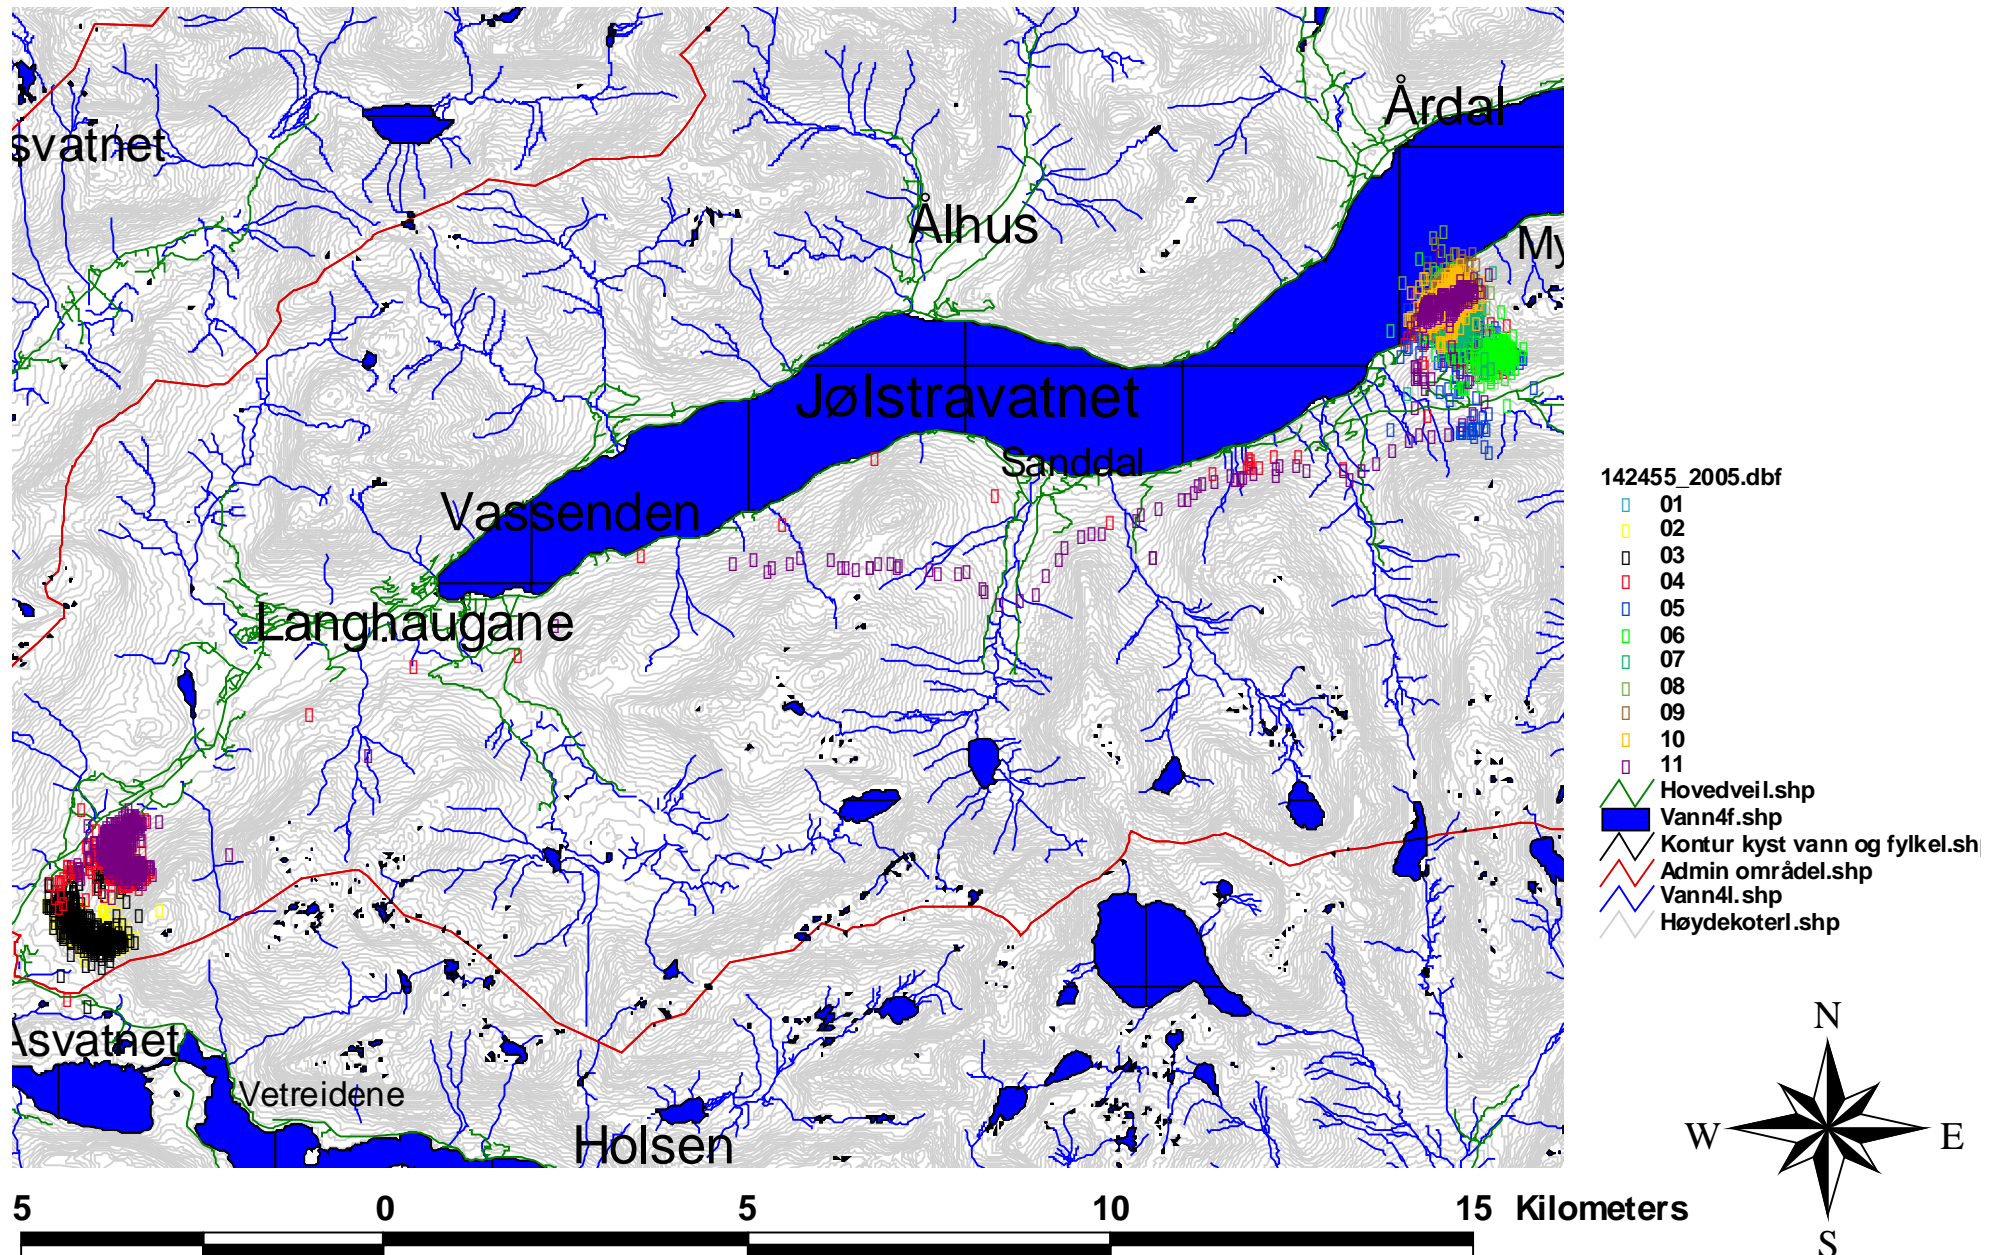 Årdal
svatnet
Ålhus
My
Jølstravatnet
Sanddal
Vassenden
Langhaugane
Åsvatnet
Vetreidene
Holsen
142455_2005.dbf
01
02
03
04
05
06
07
08
09
10
11
Hovedveil.shp
Vann4f.shp
Kontur kyst vann og fylkel.sh
Admin områdel.shp
Vann4l.shp
Høydekoterl.shp
N
W E
S
5 0 5 10 15 Kilometers